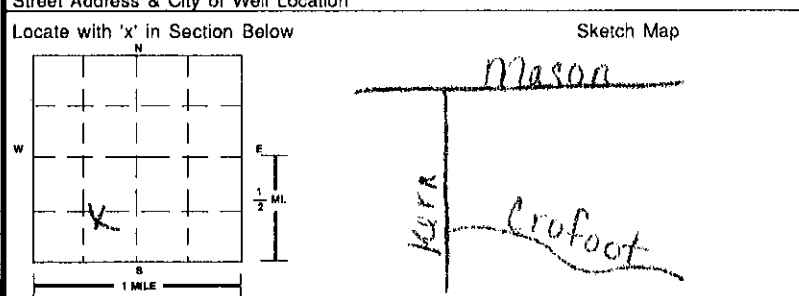 Street Address & City of Well Location
Locate with 'x' in Section Below
Sketch Map
N
W
E
S
1/2 MI.
1 MILE
X
Mason
Kern
Crofoot